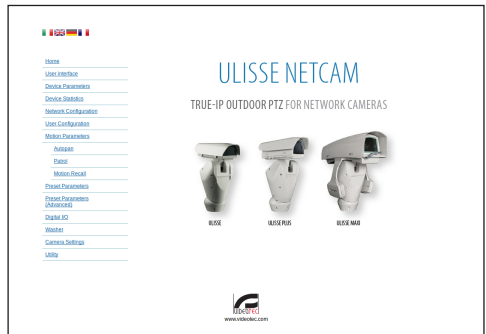 Home
User interface
Device Parameters
Device Statistics
Network Configuration
User Configuration
Motion Parameters
Autopan
Patrol
Motion Recall
Preset Parameters
Preset Parameters
(Advanced)
Digital I/O
Washer
Camera Settings
Utility
ULISSE NETCAM
TRUE-IP OUTDOOR PTZ FOR NETWORK CAMERAS
ULISSE
ULISSE PLUS
ULISSE MAXI
VIDEOTEC
www.videotec.com